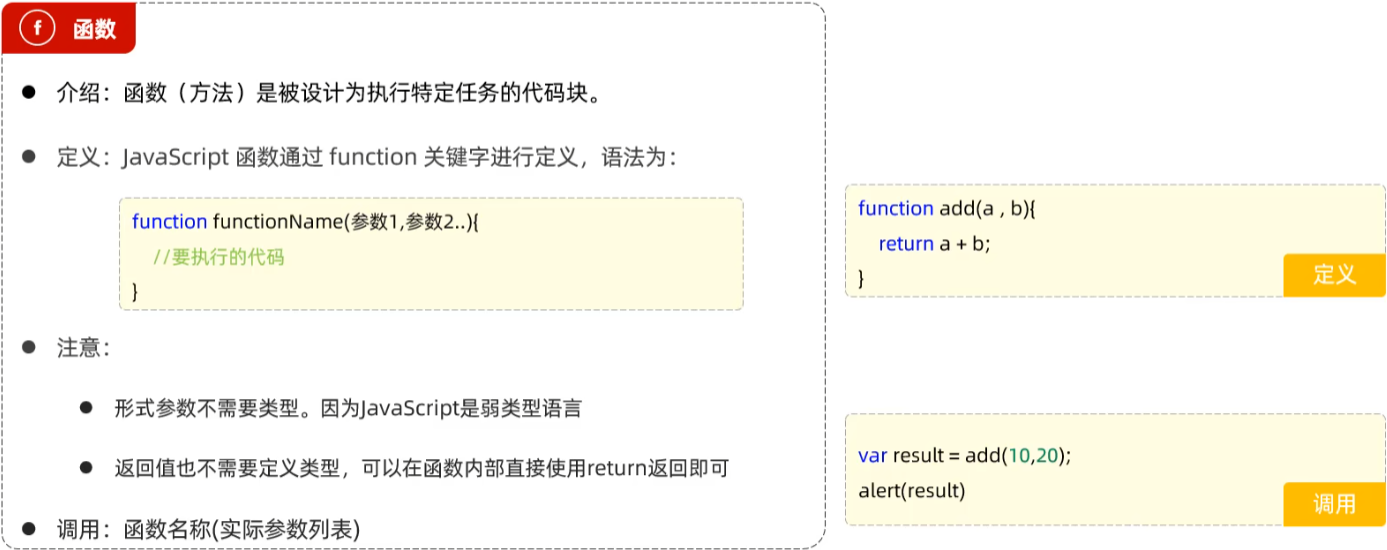 f 函数
介绍：函数（方法）是被设计为执行特定任务的代码块。
定义：JavaScript 函数通过 function 关键字进行定义，语法为：
function functionName(参数1,参数2..){
//要执行的代码
}
注意：
形式参数不需要类型。因为JavaScript是弱类型语言
返回值也不需要定义类型，可以在函数内部直接使用return返回即可
调用：函数名称(实际参数列表)
function add(a , b){
return a + b;
}
定义
var result = add(10,20);
alert(result)
调用